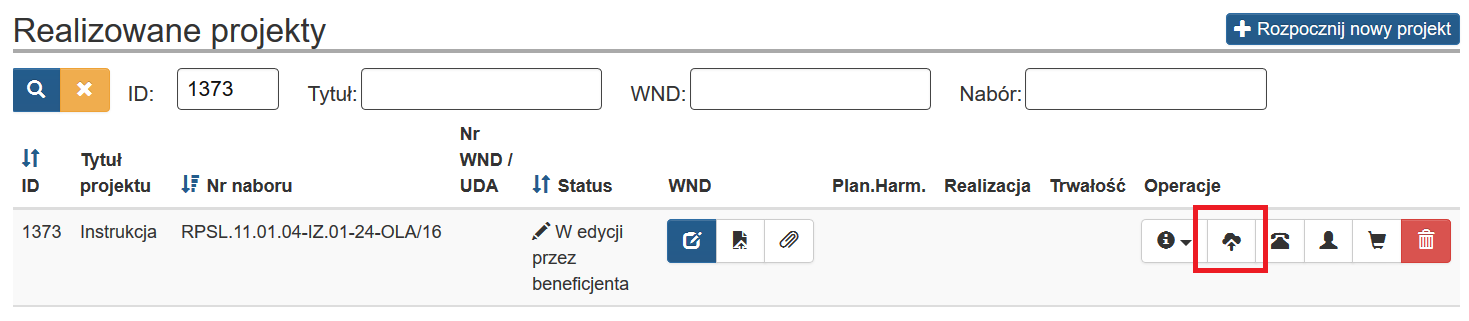 Realizowane projekty
Rozpocznij nowy projekt
ID: 1373 Tytuł: WND: Nabór:
ID
Tytuł
projektu
Nr naboru
Nr
WND /
UDA
Status
WND
Plan.Harm.
Realizacja
Trwałość
Operacje
1373
Instrukcja
RPSL.11.01.04-IZ.01-24-OLA/16
W edycji
przez
beneficjenta